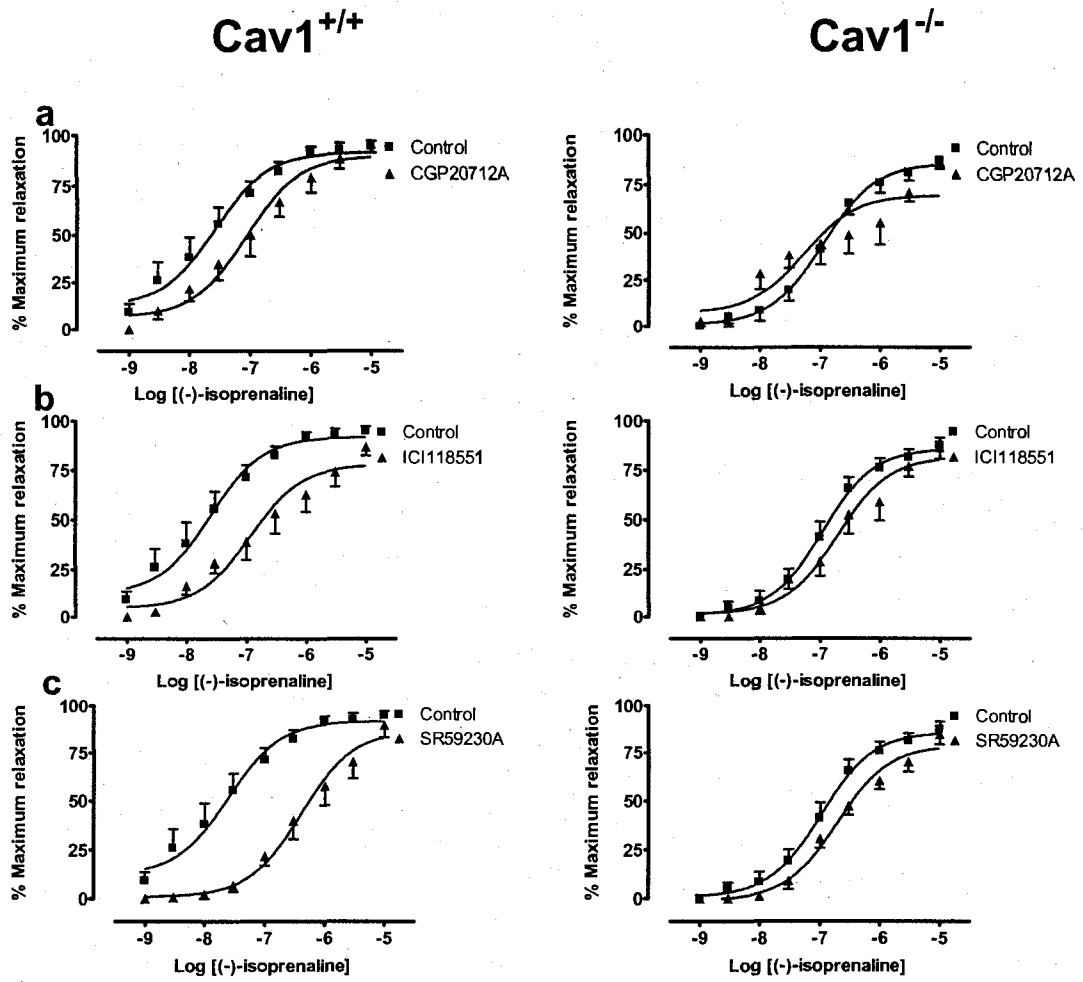 Cav1+/+ Cav1-/-
a
% Maximum relaxation
100
75
50
25
0
-9 -8 -7 -6 -5
Log [(-)-isoprenaline]
Control
CGP20712A
% Maximum relaxation
100
75
50
25
0
-9 -8 -7 -6 -5
Log [(-)-isoprenaline]
Control
CGP20712A
b
% Maximum relaxation
100
75
50
25
0
-9 -8 -7 -6 -5
Log [(-)-isoprenaline]
Control
ICI118551
% Maximum relaxation
100
75
50
25
0
-9 -8 -7 -6 -5
Log [(-)-isoprenaline]
Control
ICI118551
c
% Maximum relaxation
100
75
50
25
0
-9 -8 -7 -6 -5
Log [(-)-isoprenaline]
Control
SR59230A
% Maximum relaxation
100
75
50
25
0
-9 -8 -7 -6 -5
Log [(-)-isoprenaline]
Control
SR59230A